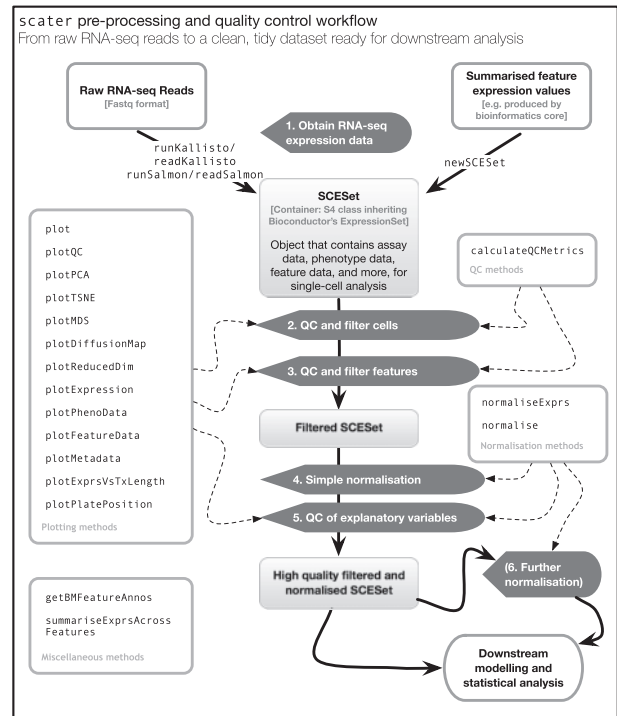 scater pre-processing and quality control workflow
From raw RNA-seq reads to a clean, tidy dataset ready for downstream analysis
Raw RNA-seq Reads
[Fastq format]
Summarised feature
expression values
[e.g. produced by
bioinformatics core]
1. Obtain RNA-seq
expression data
runKallisto/
readKallisto
runSalmon/readSalmon
newSCESet
SCESet
[Container: S4 class inheriting
Bioconductor's ExpressionSet]
Object that contains assay
data, phenotype data,
feature data, and more, for
single-cell analysis
plot
plotQC
plotPCA
plotTSNE
plotMDS
plotDiffusionMap
plotReducedDim
plotExpression
plotPhenoData
plotFeatureData
plotMetadata
plotExprsVsTxLength
plotPlatePosition
Plotting methods
calculateQCMetrics
QC methods
2. QC and filter cells
3. QC and filter features
Filtered SCESet
normaliseExprs
normalise
Normalisation methods
4. Simple normalisation
5. QC of explanatory variables
High quality filtered and
normalised SCESet
(6. Further
normalisation)
getBMFeatureAnnos
summariseExprsAcross
Features
Miscellaneous methods
Downstream
modelling and
statistical analysis